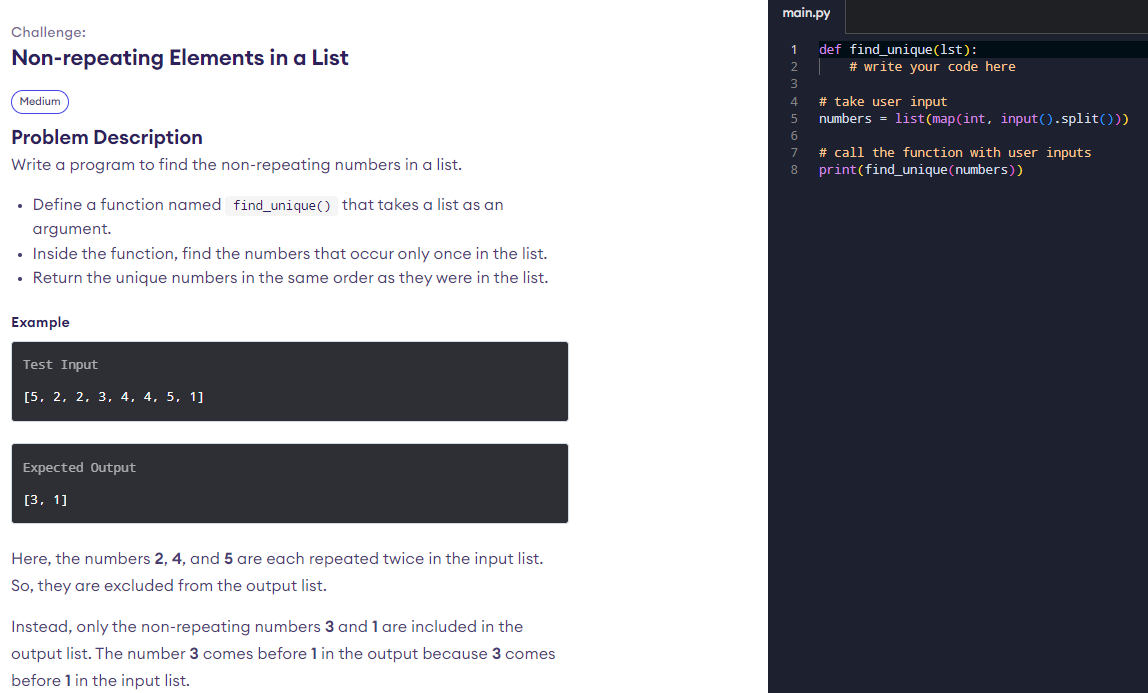 Challenge:
Non-repeating Elements in a List
Medium
Problem Description
Write a program to find the non-repeating numbers in a list.
• Define a function named find_unique() that takes a list as an
argument.
• Inside the function, find the numbers that occur only once in the list.
• Return the unique numbers in the same order as they were in the list.
Example
Test Input
[5, 2, 2, 3, 4, 4, 5, 1]
Expected Output
[3, 1]
Here, the numbers 2, 4, and 5 are each repeated twice in the input list.
So, they are excluded from the output list.
Instead, only the non-repeating numbers 3 and 1 are included in the
output list. The number 3 comes before 1 in the output because 3 comes
before 1 in the input list.
main.py
1 def find_unique(lst):
2     # write your code here
3
4 # take user input
5 numbers = list(map(int, input().split()))
6
7 # call the function with user inputs
8 print(find_unique(numbers))